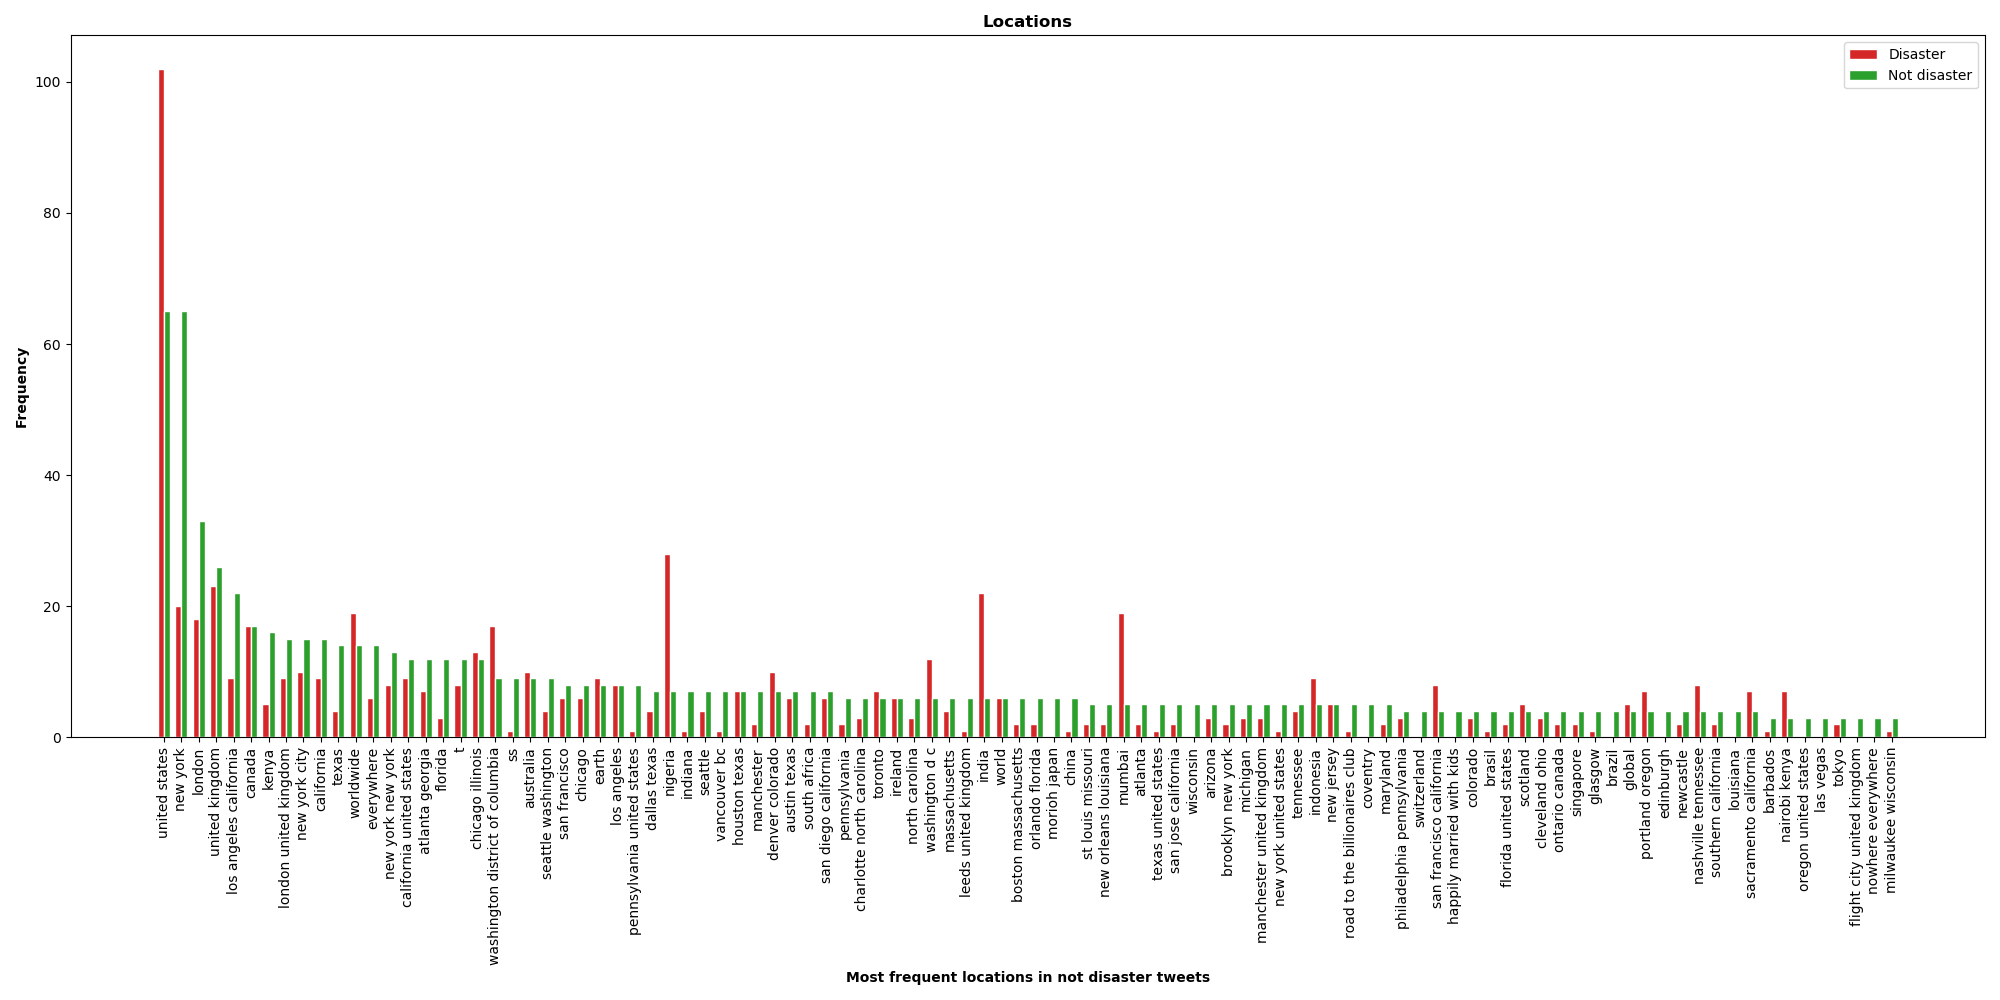 Locations
Disaster
Not disaster
100
80
60
40
20
0
Frequency
united states
new york
london
united kingdom
los angeles california
canada
kenya
london united kingdom
new york city
california
texas
worldwide
everywhere
new york new york
california united states
atlanta georgia
florida
t
chicago illinois
washington district of columbia
ss
australia
seattle washington
san francisco
chicago
earth
los angeles
pennsylvania united states
dallas texas
nigeria
indiana
seattle
vancouver bc
houston texas
manchester
denver colorado
austin texas
south africa
san diego california
pennsylvania
charlotte north carolina
toronto
ireland
north carolina
washington d c
massachusetts
leeds united kingdom
india
world
boston massachusetts
orlando florida
morioh japan
china
st louis missouri
new orleans louisiana
mumbai
atlanta
texas united states
san jose california
wisconsin
arizona
brooklyn new york
michigan
manchester united kingdom
new york united states
tennessee
indonesia
new jersey
road to the billionaires club
coventry
maryland
philadelphia pennsylvania
switzerland
san francisco california
happily married with kids
colorado
brasil
florida united states
scotland
cleveland ohio
ontario canada
singapore
glasgow
brazil
global
portland oregon
edinburgh
newcastle
nashville tennessee
southern california
louisiana
sacramento california
barbados
nairobi kenya
oregon united states
las vegas
tokyo
flight city united kingdom
nowhere everywhere
milwaukee wisconsin
Most frequent locations in not disaster tweets